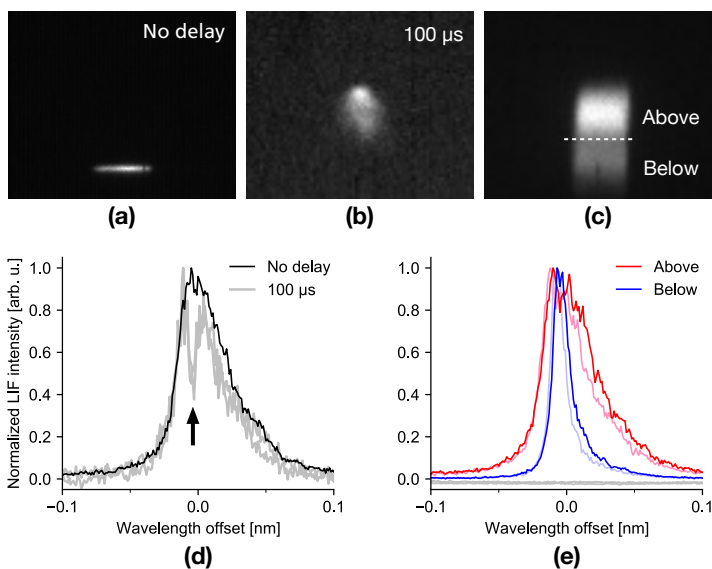 No delay
100 µs
Above
Below
(a)
(b)
(c)
Normalized LIF intensity [arb. u.]
1.0
0.8
0.6
0.4
0.2
0.0
No delay
100 µs
−0.1
0.0
0.1
Wavelength offset [nm]
(d)
1.0
0.8
0.6
0.4
0.2
0.0
Above
Below
−0.1
0.0
0.1
Wavelength offset [nm]
(e)